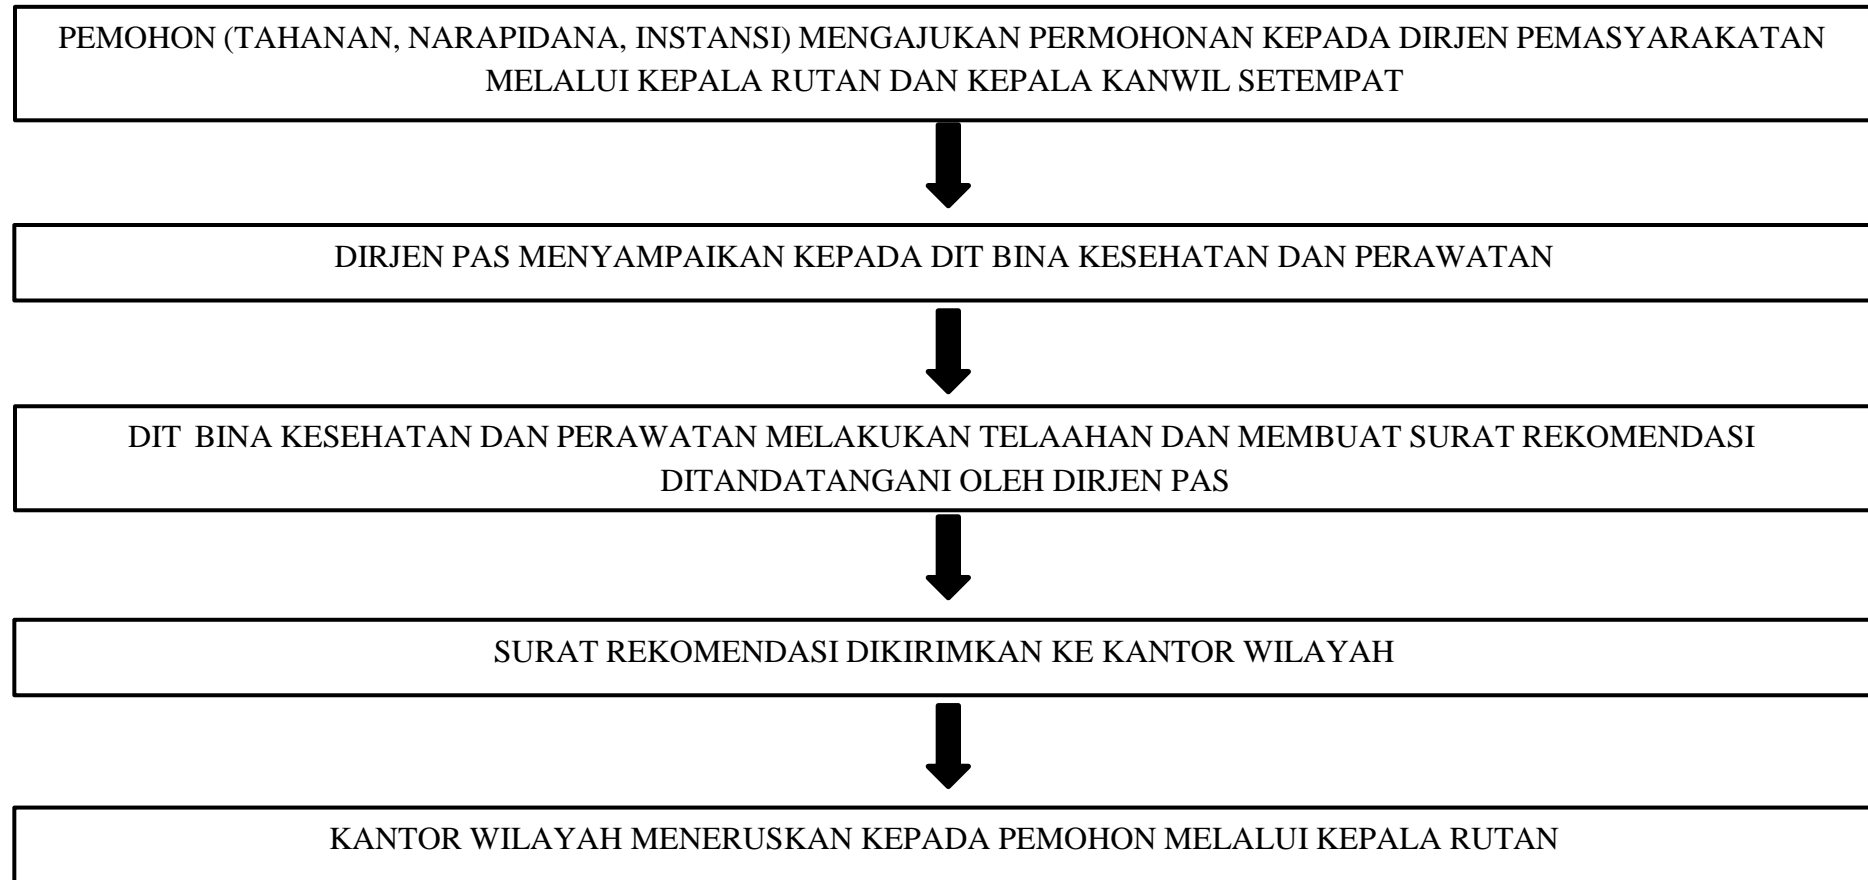 PEMOHON (TAHANAN, NARAPIDANA, INSTANSI) MENGAJUKAN PERMOHONAN KEPADA DIRJEN PEMASYARAKATAN
MELALUI KEPALA RUTAN DAN KEPALA KANWIL SETEMPAT
DIRJEN PAS MENYAMPAIKAN KEPADA DIT BINA KESEHATAN DAN PERAWATAN
DIT BINA KESEHATAN DAN PERAWATAN MELAKUKAN TELAAHAN DAN MEMBUAT SURAT REKOMENDASI
DITANDATANGANI OLEH DIRJEN PAS
SURAT REKOMENDASI DIKIRIMKAN KE KANTOR WILAYAH
KANTOR WILAYAH MENERUSKAN KEPADA PEMOHON MELALUI KEPALA RUTAN